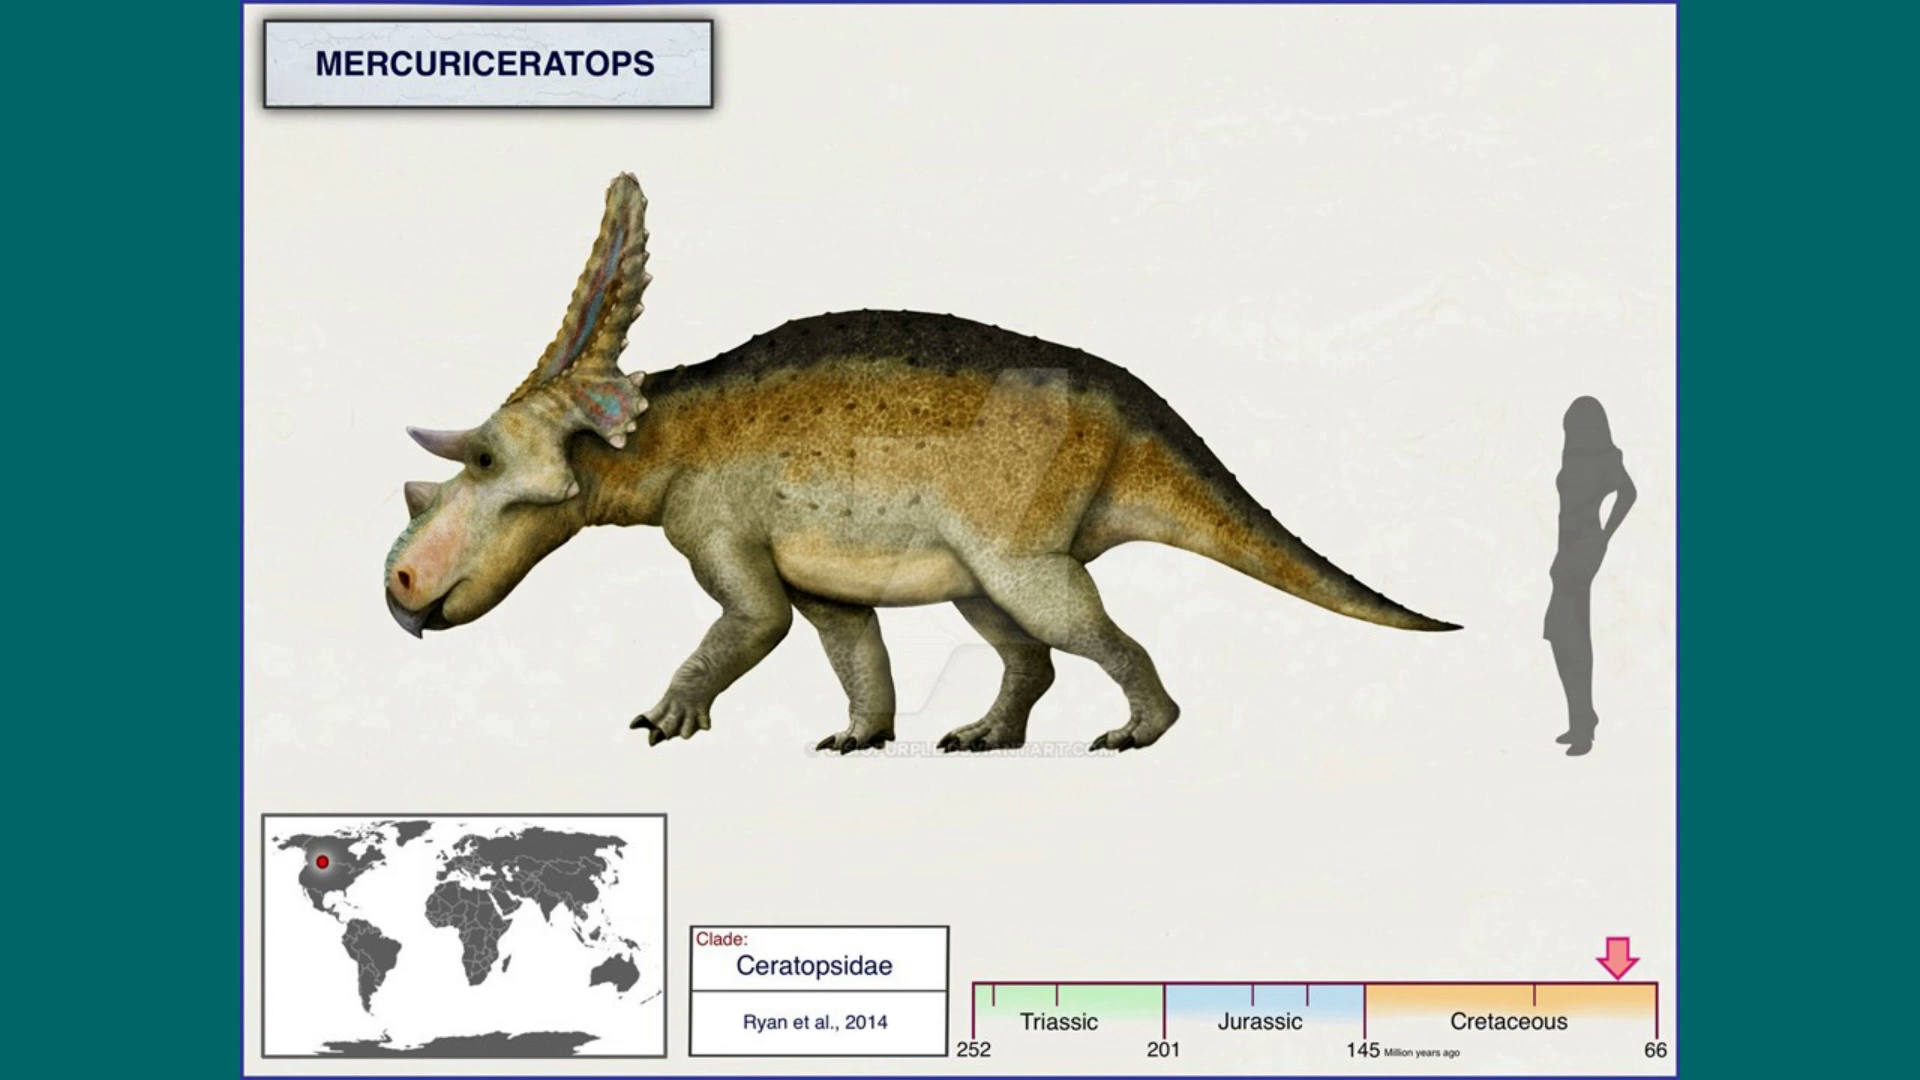 MERCURICERATOPS
Clade:
Ceratopsidae
Ryan et al., 2014
Triassic
Jurassic
Cretaceous
252
201
145 Million years ago
66